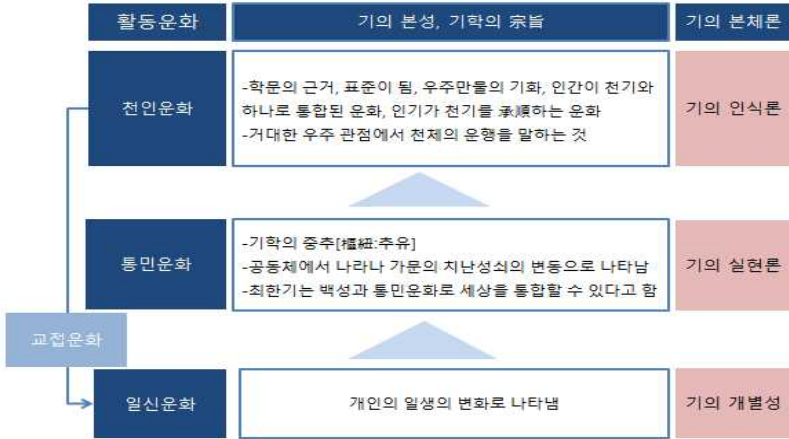 활동운화
기의 본성, 기학의 宗旨
기의 본체론
천인운화
-학문의 근거, 표준이 됨, 우주만물의 기화, 인간이 천기와
하나로 통합된 운화, 인기가 천기를 承順하는 운화
-거대한 우주 관점에서 천체의 운행을 말하는 것
기의 인식론
통민운화
-기학의 중추[樞紐:추유]
-공동체에서 나라나 가문의 치난성쇠의 변동으로 나타남
-최한기는 백성과 통민운화로 세상을 통합할 수 있다고 함
기의 실현론
교접운화
일신운화
개인의 일생의 변화로 나타냄
기의 개별성